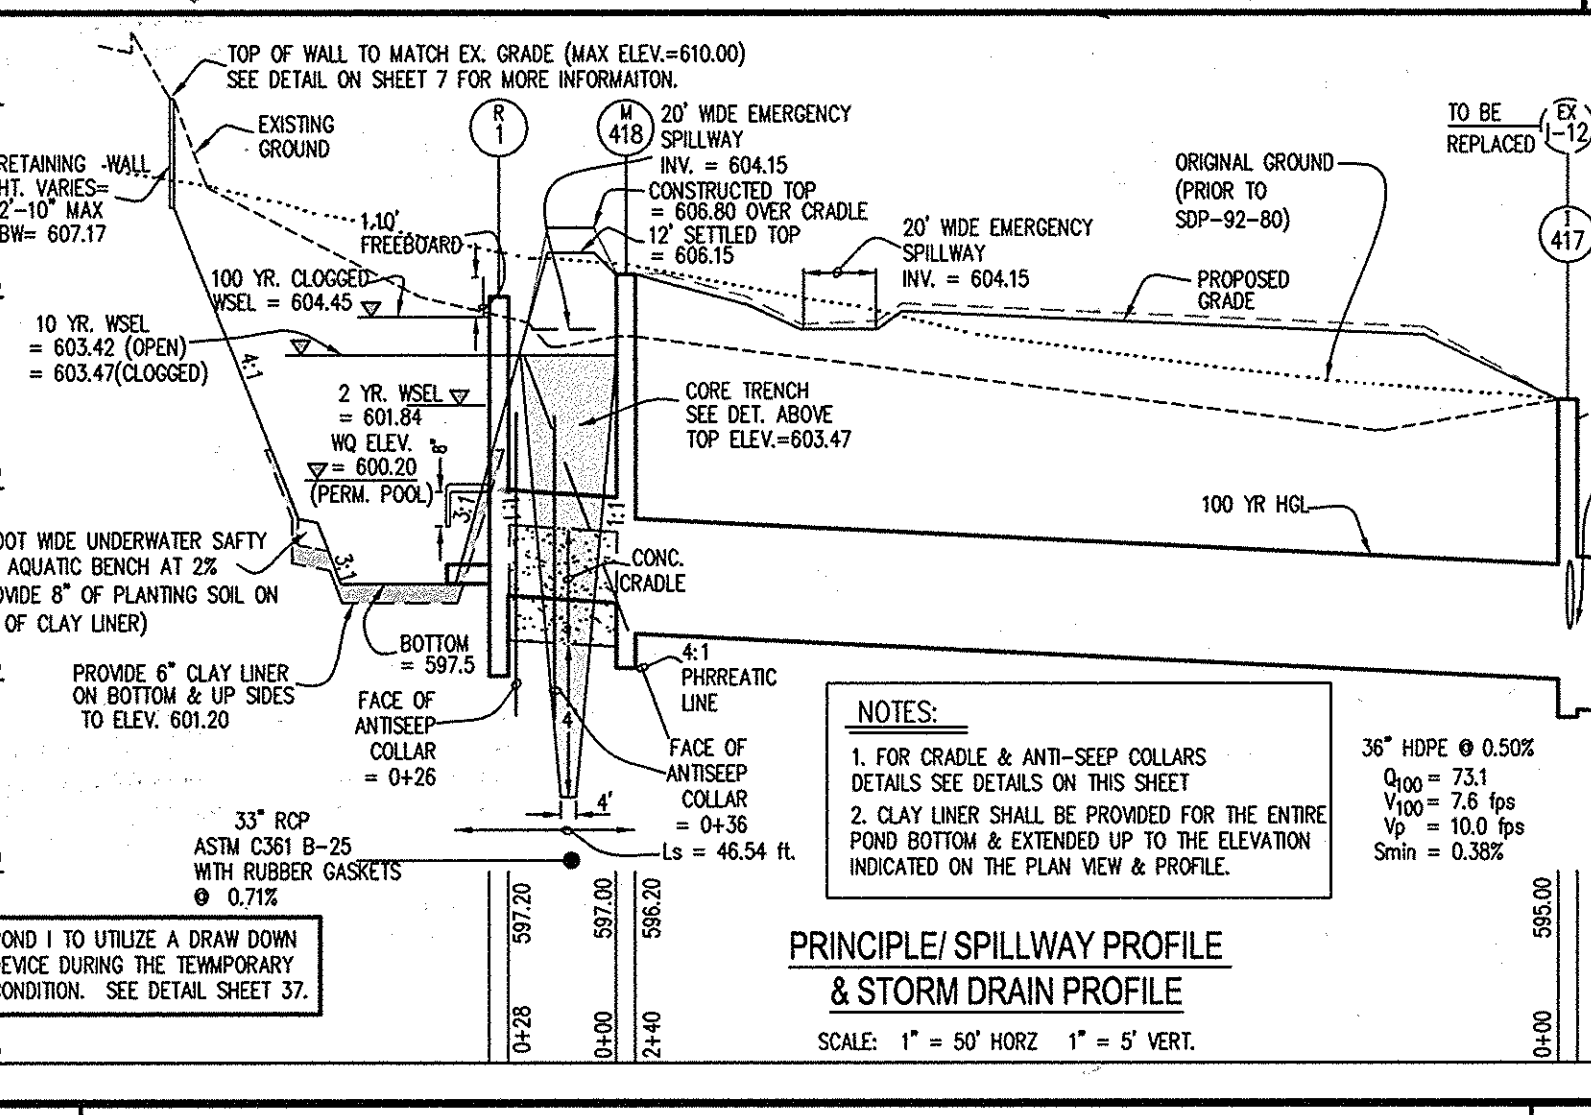 TOP OF WALL TO MATCH EX. GRADE (MAX ELEV.=610.00)
SEE DETAIL ON SHEET 7 FOR MORE INFORMAITON.
EXISTING
GROUND
RETAINING -WALL
HT. VARIES=
2'-10" MAX
BW= 607.17
R
1
M
418
20' WIDE EMERGENCY
SPILLWAY
INV. = 604.15
CONSTRUCTED TOP
= 606.80 OVER CRADLE
12' SETTLED TOP
= 606.15
1.10'
FREEBOARD
20' WIDE EMERGENCY
SPILLWAY
INV. = 604.15
ORIGINAL GROUND
(PRIOR TO
SDP-92-80)
PROPOSED
GRADE
TO BE
REPLACED
EX
I-12
I
417
100 YR. CLOGGED
WSEL = 604.45
10 YR. WSEL
= 603.42 (OPEN)
= 603.47(CLOGGED)
4:1
2 YR. WSEL
= 601.84
WQ ELEV.
= 600.20
(PERM. POOL)
8"
3:1
1:1
1:1
CORE TRENCH
SEE DET. ABOVE
TOP ELEV.=603.47
100 YR HGL
OOT WIDE UNDERWATER SAFTY
AQUATIC BENCH AT 2%
OVIDE 8" OF PLANTING SOIL ON
OF CLAY LINER)
3:1
CONC.
CRADLE
BOTTOM
= 597.5
PROVIDE 6" CLAY LINER
ON BOTTOM & UP SIDES
TO ELEV. 601.20
FACE OF
ANTISEEP
COLLAR
= 0+26
4:1
PHRREATIC
LINE
4'
FACE OF
ANTISEEP
COLLAR
= 0+36
4'
Ls = 46.54 ft.
33" RCP
ASTM C361 B-25
WITH RUBBER GASKETS
@ 0.71%
NOTES:
1. FOR CRADLE & ANTI-SEEP COLLARS
DETAILS SEE DETAILS ON THIS SHEET
2. CLAY LINER SHALL BE PROVIDED FOR THE ENTIRE
POND BOTTOM & EXTENDED UP TO THE ELEVATION
INDICATED ON THE PLAN VIEW & PROFILE.
36" HDPE @ 0.50%
Q100 = 73.1
V100 = 7.6 fps
Vp = 10.0 fps
Smin = 0.38%
POND I TO UTILIZE A DRAW DOWN
EVICE DURING THE TEWMPORARY
CONDITION. SEE DETAIL SHEET 37.
597.20
597.00
596.20
595.00
0+28
0+00
2+40
0+00
PRINCIPLE/ SPILLWAY PROFILE
& STORM DRAIN PROFILE
SCALE: 1" = 50' HORZ 1" = 5' VERT.